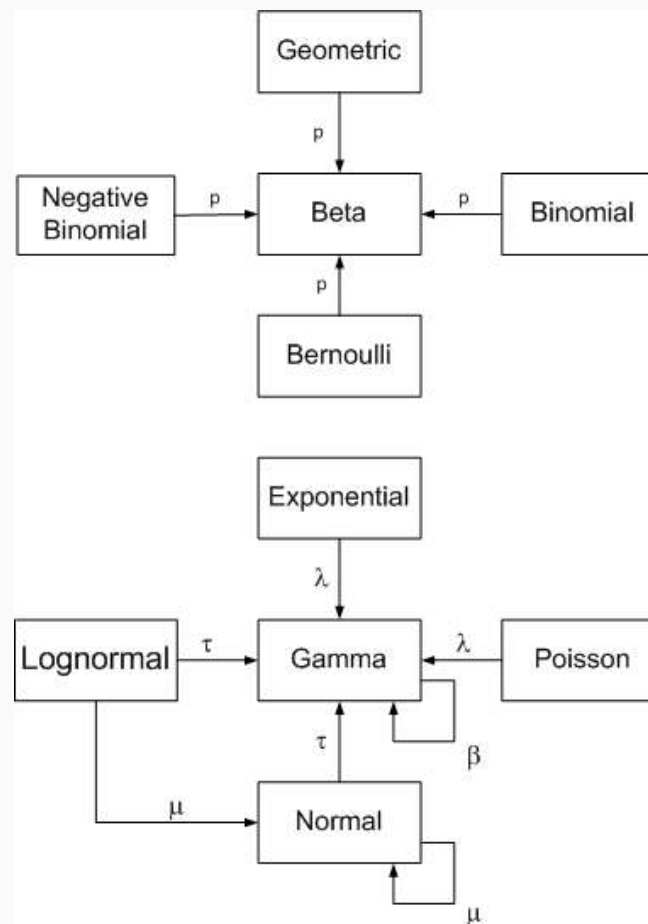 Geometric
p
Negative
Binomial
p
Beta
p
Binomial
p
Bernoulli
Exponential
λ
Lognormal
τ
Gamma
λ
Poisson
τ
β
μ
Normal
μ